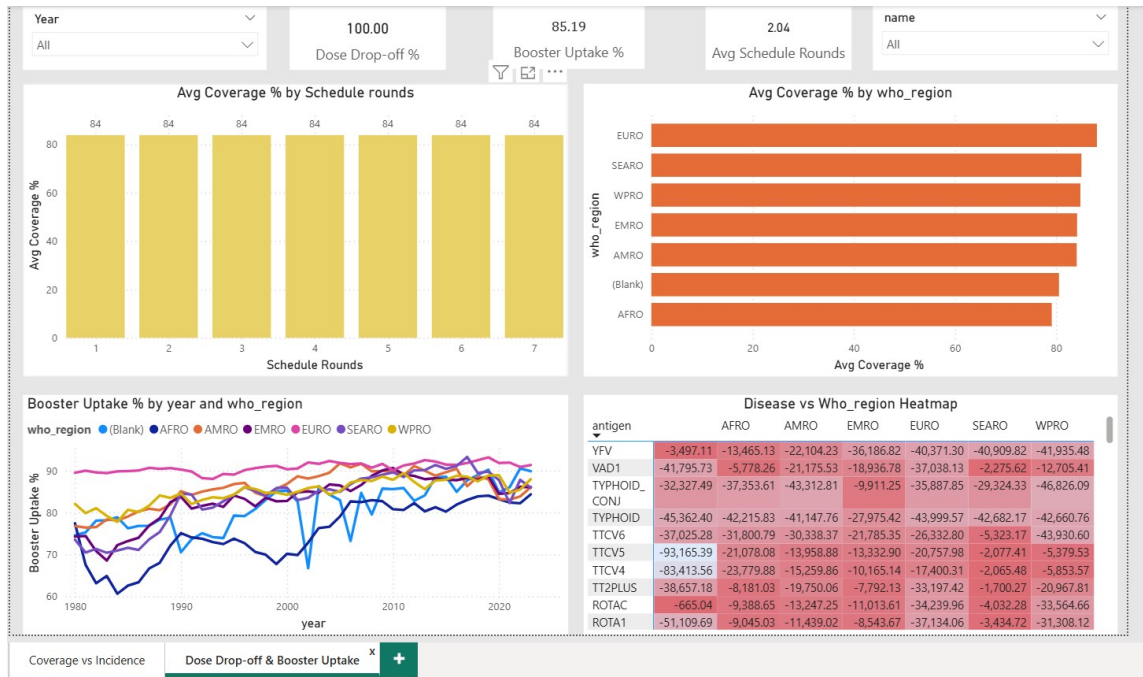 Year
All
100.00
Dose Drop-off %
85.19
Booster Uptake %
2.04
Avg Schedule Rounds
name
All
Avg Coverage % by Schedule rounds
84 84 84 84 84 84 84
80
60
40
20
0
Avg Coverage %
1 2 3 4 5 6 7
Schedule Rounds
Avg Coverage % by who_region
who_region
EURO
SEARO
WPRO
EMRO
AMRO
(Blank)
AFRO
0 20 40 60 80
Avg Coverage %
Booster Uptake % by year and who_region
who_region (Blank) AFRO AMRO EMRO EURO SEARO WPRO
Booster Uptake %
90
80
70
60
1980 1990 2000 2010 2020
year
Disease vs Who_region Heatmap
antigen AFRO AMRO EMRO EURO SEARO WPRO
YFV -3,497.11 -13,465.13 -22,104.23 -36,186.82 -40,371.30 -40,909.82 -41,935.48
VAD1 -41,795.73 -5,778.26 -21,175.53 -18,936.78 -37,038.13 -2,275.62 -12,705.41
TYPHOID_ -32,327.49 -37,353.61 -43,312.81 -9,911.25 -35,037.35 -29,324.33 -46,826.09
CONJ
TYPHOID -45,362.40 -42,215.83 -41,147.76 -27,975.42 -43,999.57 -42,682.17 -42,660.76
TTCV6 -37,025.28 -31,800.79 -30,338.37 -21,785.35 -26,332.80 -5,323.17 -43,930.60
TTCV5 -93,165.39 -21,078.08 -13,958.88 -13,332.90 -20,757.98 -2,077.41 -5,379.53
TTCV4 -83,413.56 -23,779.88 -15,259.86 -10,165.14 -17,400.31 -2,065.48 -5,853.57
TT2PLUS -38,657.18 -8,181.03 -19,750.06 -7,792.13 -33,197.42 -1,700.27 -20,967.81
ROTAC -665.04 -9,388.65 -13,247.25 -11,013.61 -34,239.96 -4,032.28 -33,564.66
ROTA1 -51,109.69 -9,045.03 -11,439.02 -8,543.67 -37,134.06 -3,434.72 -31,308.12
Coverage vs Incidence
Dose Drop-off & Booster Uptake x
+